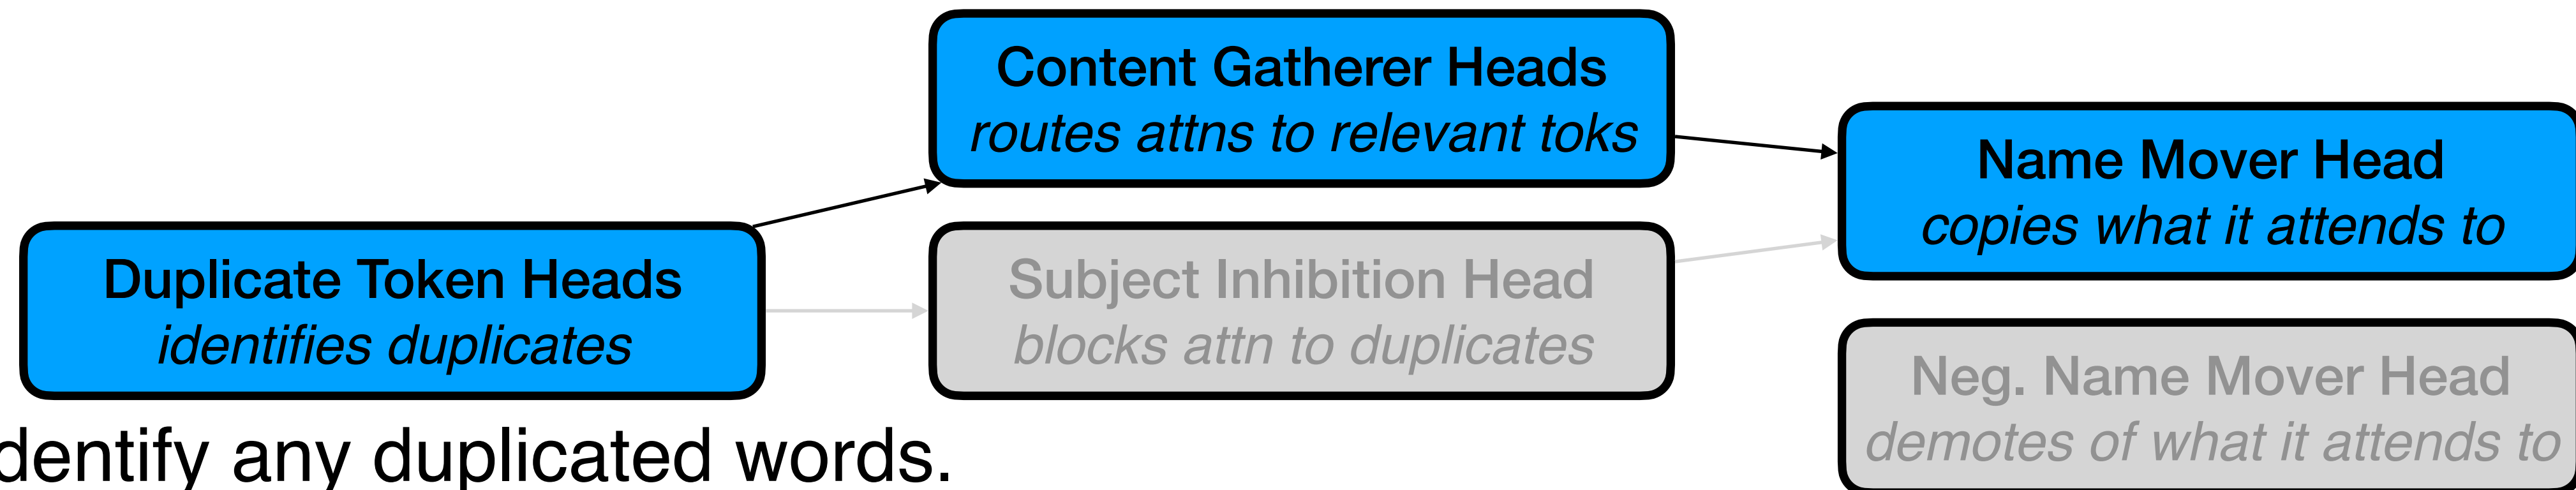 Content Gatherer Heads
routes attns to relevant toks
Name Mover Head
copies what it attends to
Duplicate Token Heads
identifies duplicates
Subject Inhibition Head
blocks attn to duplicates
Neg. Name Mover Head
demotes of what it attends to
dentify any duplicated words.